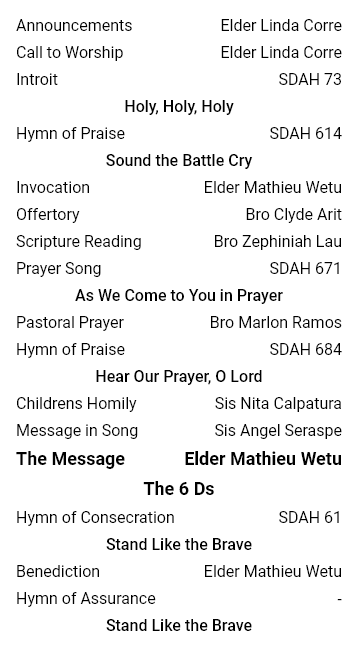 Announcements Elder Linda Corre
Call to Worship Elder Linda Corre
Introit SDAH 73
Holy, Holy, Holy
Hymn of Praise SDAH 614
Sound the Battle Cry
Invocation Elder Mathieu Wetu
Offertory Bro Clyde Arit
Scripture Reading Bro Zephiniah Lau
Prayer Song SDAH 671
As We Come to You in Prayer
Pastoral Prayer Bro Marlon Ramos
Hymn of Praise SDAH 684
Hear Our Prayer, O Lord
Childrens Homily Sis Nita Calpatura
Message in Song Sis Angel Seraspe
The Message Elder Mathieu Wetu
The 6 Ds
Hymn of Consecration SDAH 61
Stand Like the Brave
Benediction Elder Mathieu Wetu
Hymn of Assurance -
Stand Like the Brave